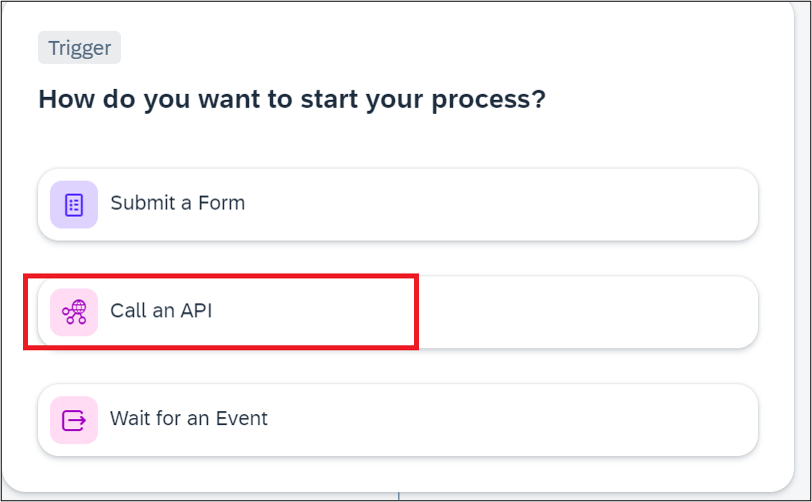 Trigger
How do you want to start your process?
Submit a Form
Call an API
Wait for an Event